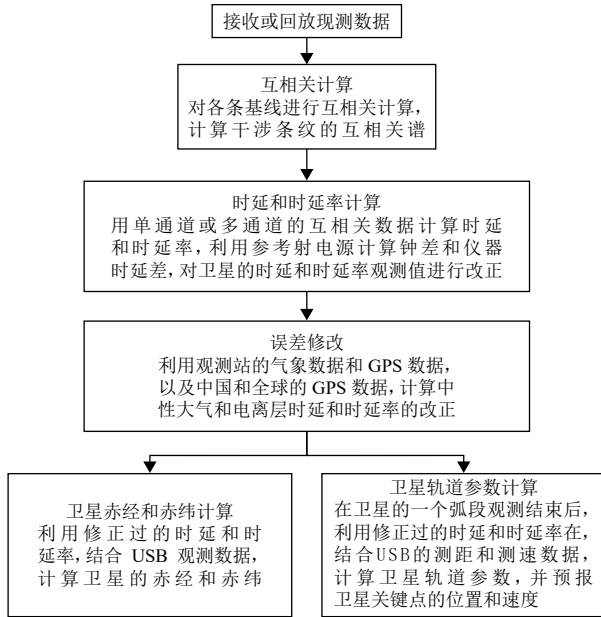 接收或回放现测数据
互相关计算
对各条基线进行互相关计算，
计算干涉条纹的互相关谱
时延和时延率计算
用单通道或多通道的互相关数据计算时延
和时延率，利用参考射电源计算钟差和仪器
时延差，对卫星的时延和时延率观测值进行改正
误差修改
利用观测站的气象数据和 GPS 数据，
以及中国和全球的 GPS 数据，计算中
性大气和电离层时延和时延率的改正
卫星赤经和赤纬计算
利用修正过的时延和时
延率，结合 USB 观测数据，
计算卫星的赤经和赤纬
卫星轨道参数计算
在卫星的一个弧段观测结束后，
利用修正过的时延和时延率在，
结合USB的测距和测速数据，
计算卫星轨道参数，并预报
卫星关键点的位置和速度